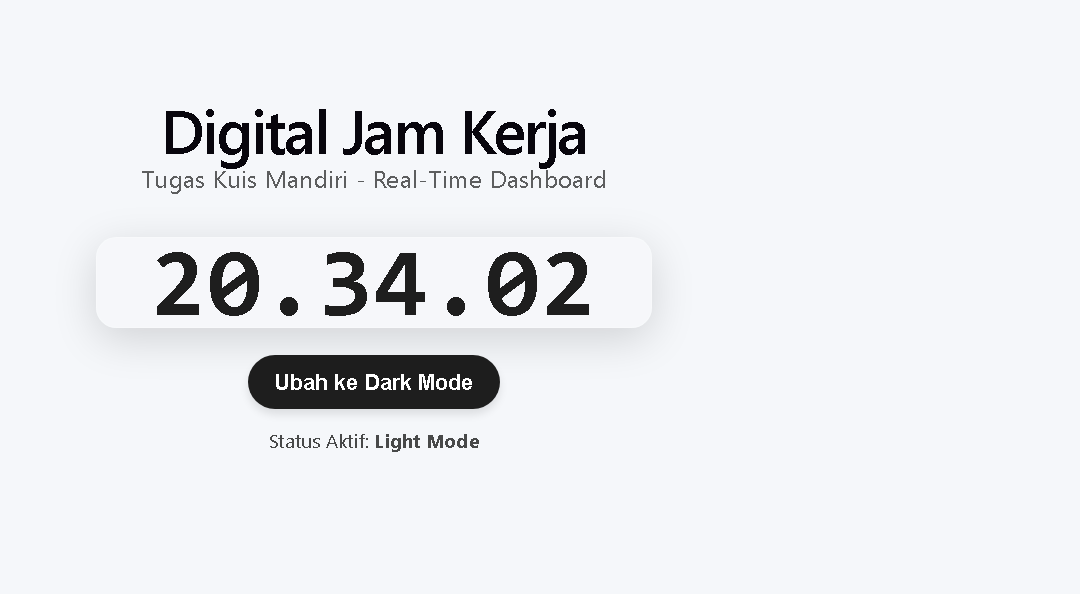 Digital Jam Kerja
Tugas Kuis Mandiri - Real-Time Dashboard
20.34.02
Ubah ke Dark Mode
Status Aktif: Light Mode